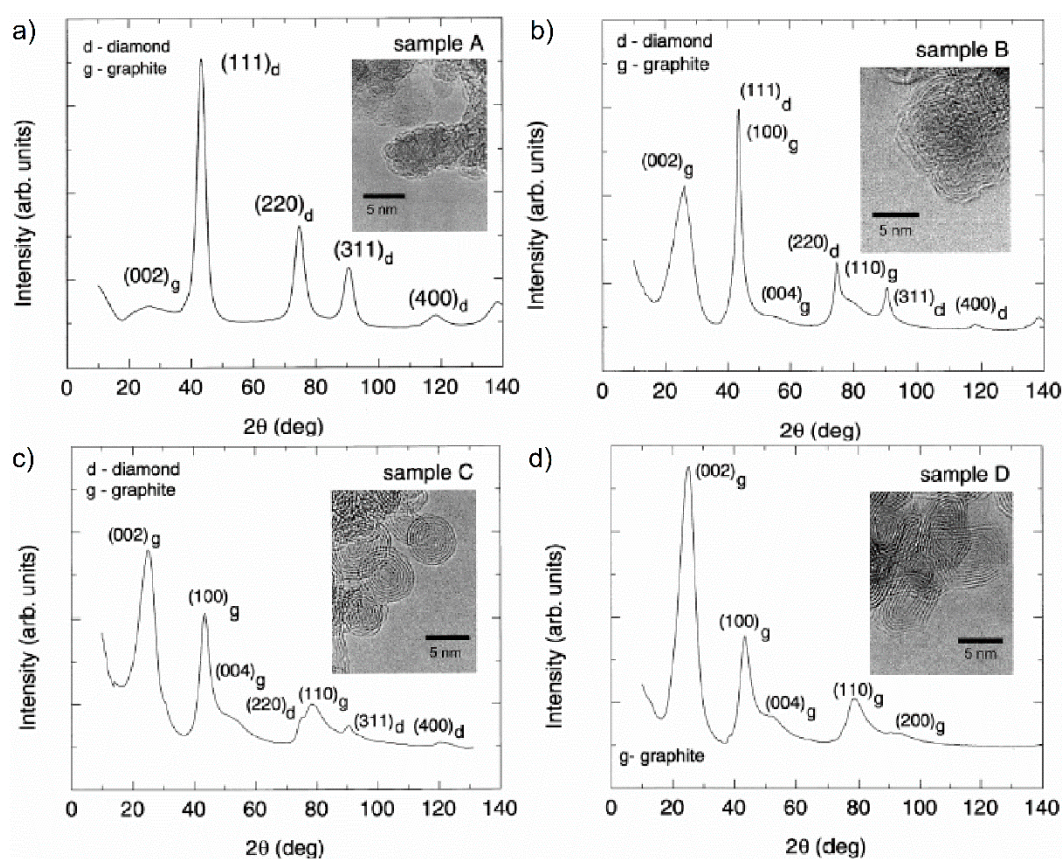 a)
d - diamond
g - graphite
sample A
(111)d
(220)d
(311)d
(002)g
(400)d
5 nm
Intensity (arb. units)
0 20 40 60 80 100 120 140
2θ (deg)
b)
d - diamond
g - graphite
sample B
(111)d
(100)g
(002)g
(220)d
(110)g
(004)g
(311)d
(400)d
5 nm
Intensity (arb. units)
0 20 40 60 80 100 120 140
2θ (deg)
c)
d - diamond
g - graphite
sample C
(002)g
(100)g
(004)g
(220)d
(110)g
(311)d
(400)d
5 nm
Intensity (arb. units)
0 20 40 60 80 100 120 140
2θ (deg)
d)
sample D
(002)g
(100)g
(004)g
(110)g
(200)g
5 nm
g- graphite
Intensity (arb. units)
0 20 40 60 80 100 120 140
2θ (deg)